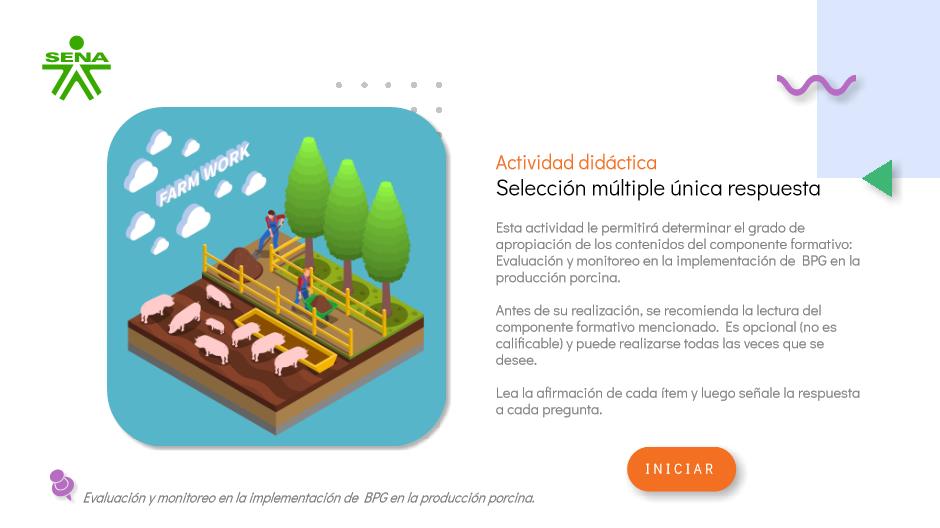 SENA
FARM WORK
Actividad didáctica
Selección múltiple única respuesta
Esta actividad le permitirá determinar el grado de
apropiación de los contenidos del componente formativo:
Evaluación y monitoreo en la implementación de  BPG en la
producción porcina.
Antes de su realización, se recomienda la lectura del
componente formativo mencionado.  Es opcional (no es
calificable) y puede realizarse todas las veces que se
desee.
Lea la afirmación de cada ítem y luego señale la respuesta
a cada pregunta.
INICIAR
Evaluación y monitoreo en la implementación de  BPG en la producción porcina.